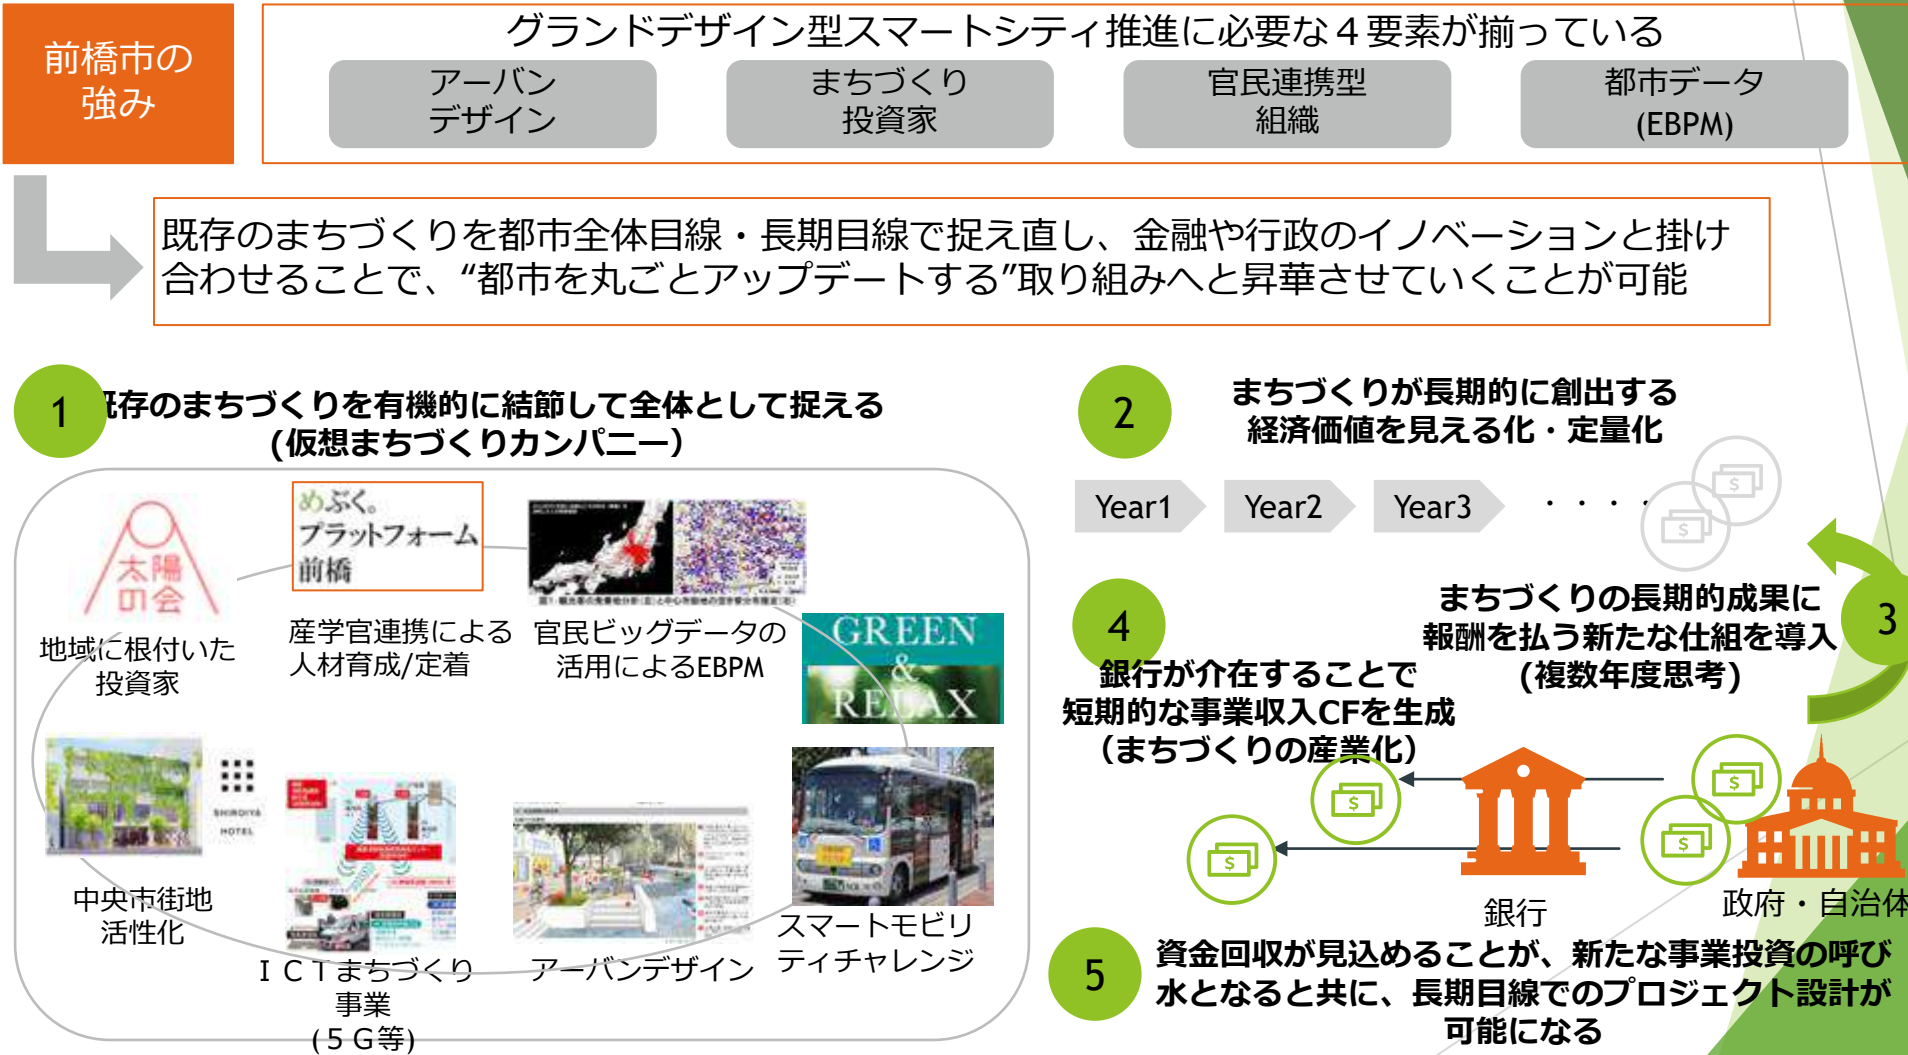 前橋市の
強み
グランドデザイン型スマートシティ推進に必要な４要素が揃っている
アーバン
デザイン
まちづくり
投資家
官民連携型
組織
都市データ
(EBPM)
既存のまちづくりを都市全体目線・長期目線で捉え直し、金融や行政のイノベーションと掛け
合わせることで、“都市を丸ごとアップデートする”取り組みへと昇華させていくことが可能
1
既存のまちづくりを有機的に結節して全体として捉える
(仮想まちづくりカンパニー）
太陽
の会
地域に根付いた
投資家
めぶく。
プラットフォーム
前橋
産学官連携による
人材育成/定着
官民ビッグデータの
活用によるEBPM
GREEN
&
RELAX
SHIROIYA
HOTEL
中央市街地
活性化
ＩＣＴまちづくり
事業
(５Ｇ等)
アーバンデザイン
スマートモビリ
ティチャレンジ
2
まちづくりが長期的に創出する
経済価値を見える化・定量化
Year1
Year2
Year3
・・・・
3
まちづくりの長期的成果に
報酬を払う新たな仕組を導入
(複数年度思考)
4
銀行が介在することで
短期的な事業収入CFを生成
（まちづくりの産業化）
銀行
政府・自治体
5
資金回収が見込めることが、新たな事業投資の呼び
水となると共に、長期目線でのプロジェクト設計が
可能になる